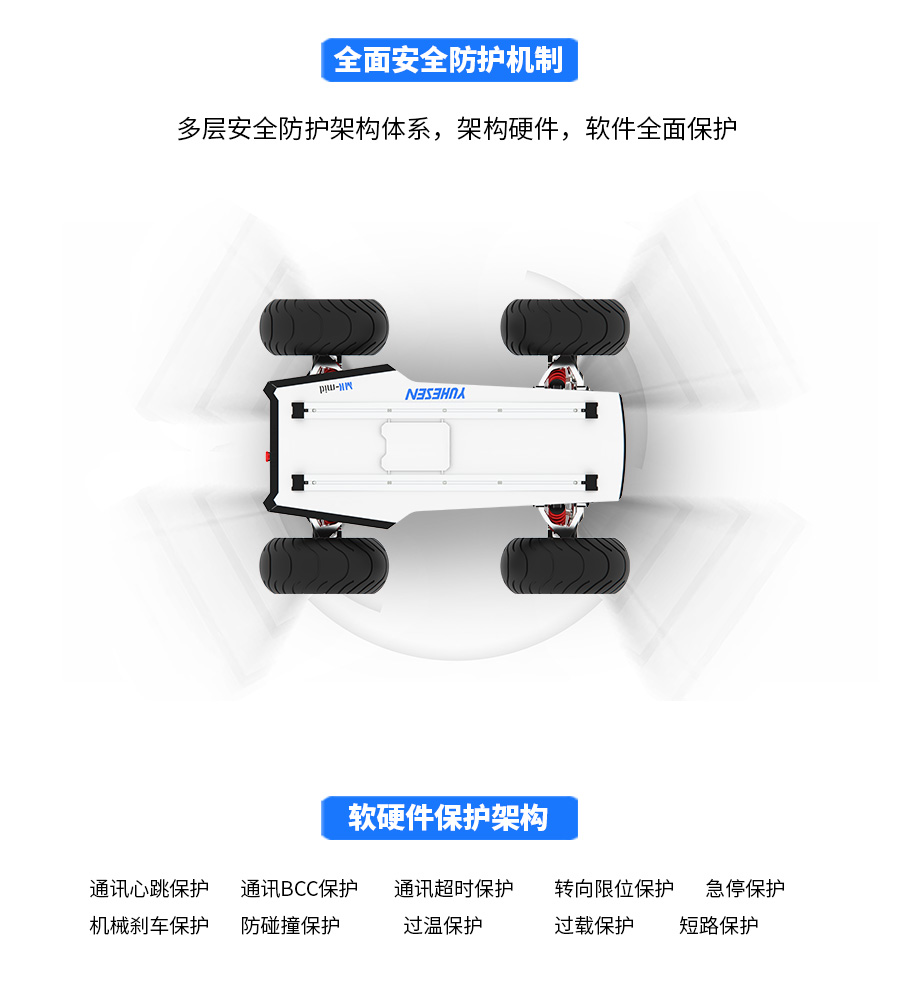 全面安全防护机制
多层安全防护架构体系，架构硬件，软件全面保护
MK-mid
YUHESEN
软硬件保护架构
通讯心跳保护 通讯BCC保护 通讯超时保护 转向限位保护 急停保护
机械刹车保护 防碰撞保护 过温保护 过载保护 短路保护